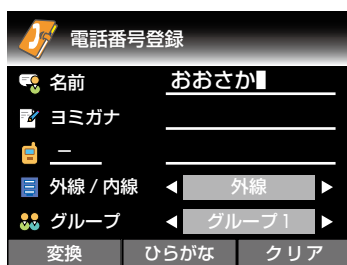 電話番号登録
名前 おおさか
ヨミガナ
ー
外線 / 内線 ◀ 外線 ▶
グループ ◀ グループ 1 ▶
変換 ひらがな クリア